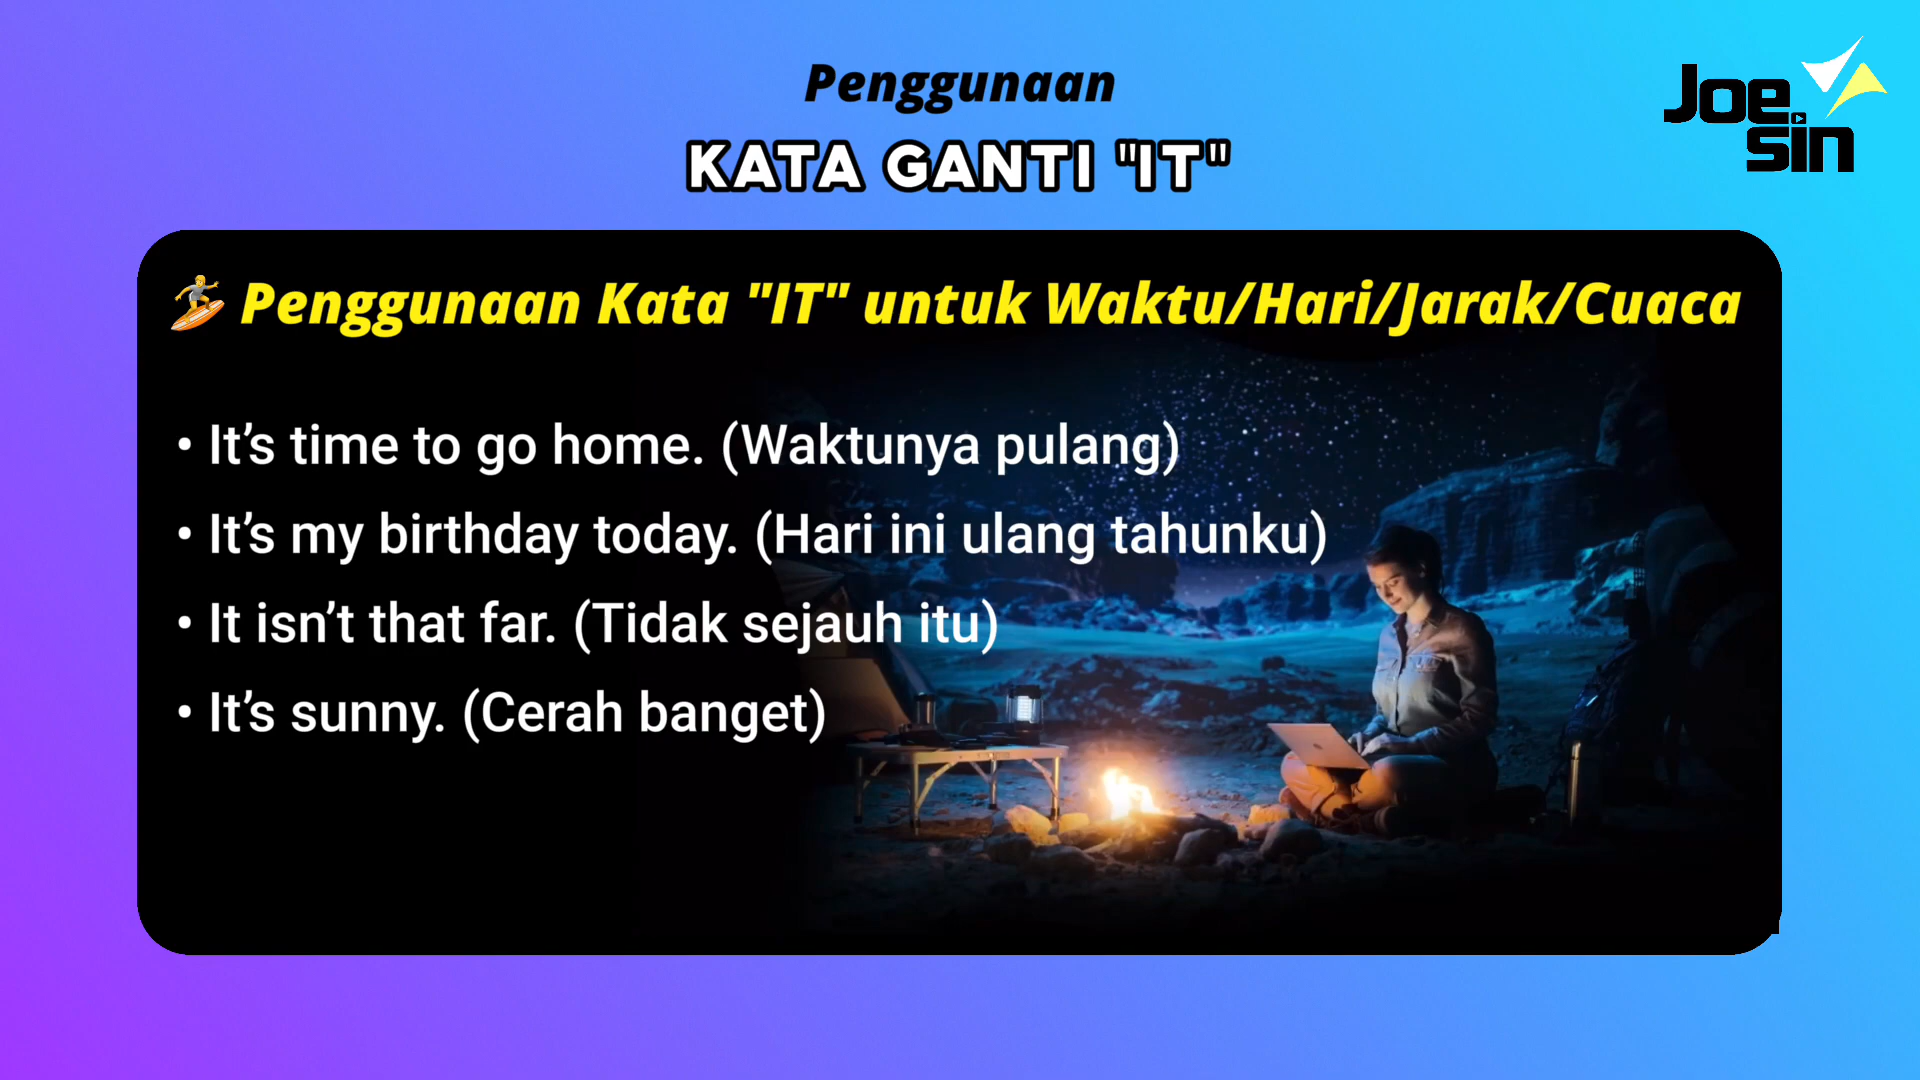 Penggunaan
KATA GANTI "IT"
Joe
sin
Penggunaan Kata "IT" untuk Waktu/Hari/Jarak/Cuaca
• It’s time to go home. (Waktunya pulang)
• It’s my birthday today. (Hari ini ulang tahunku)
• It isn’t that far. (Tidak sejauh itu)
• It’s sunny. (Cerah banget)